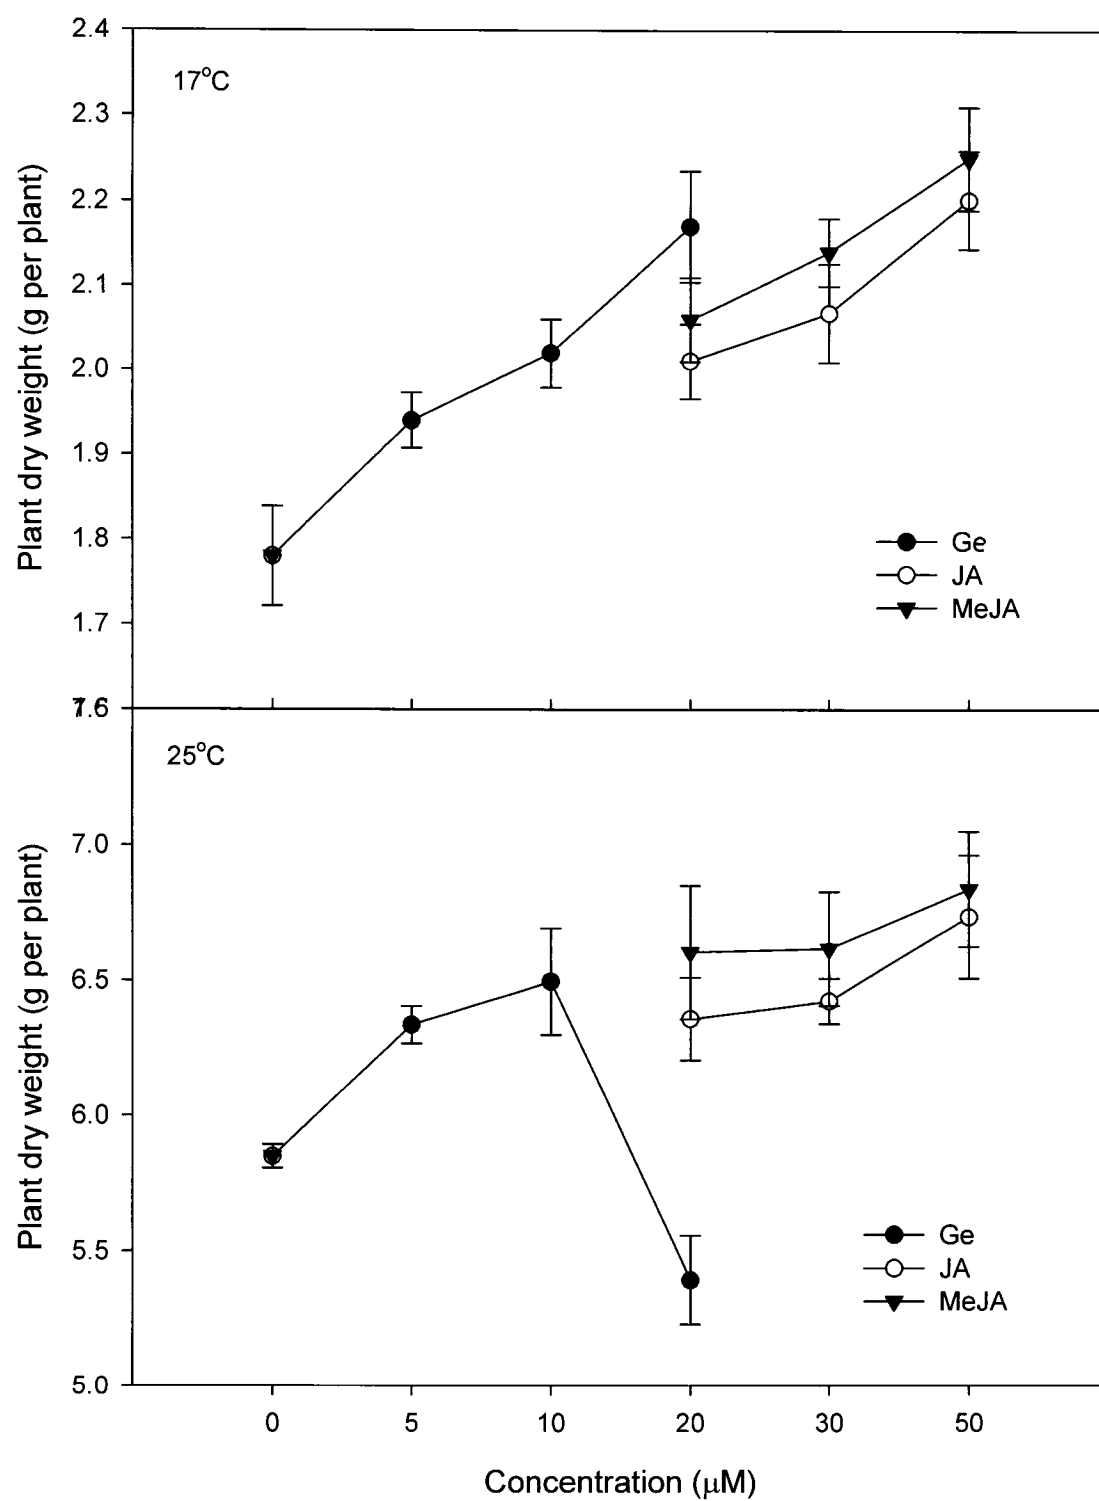 2.4
17°C
2.3
2.2
2.1
2.0
1.9
1.8
1.7
Plant dry weight (g per plant)
Ge
JA
MeJA
25°C
7.0
6.5
6.0
5.5
5.0
Plant dry weight (g per plant)
Ge
JA
MeJA
0 5 10 20 30 50
Concentration (μM)